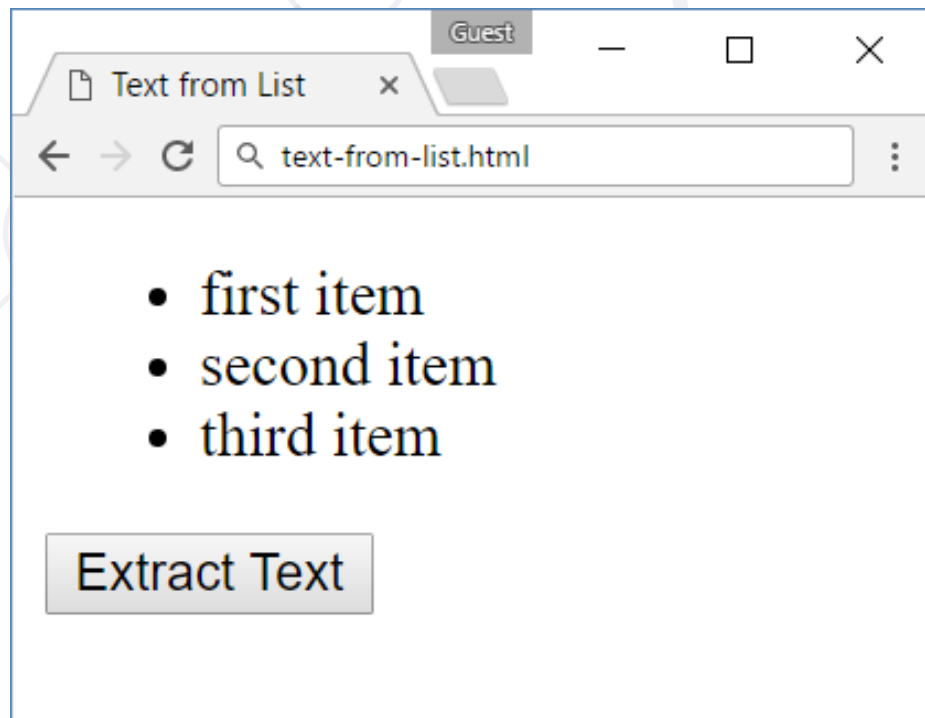 Guest
Text from List
text-from-list.html
first item
second item
third item
Extract Text